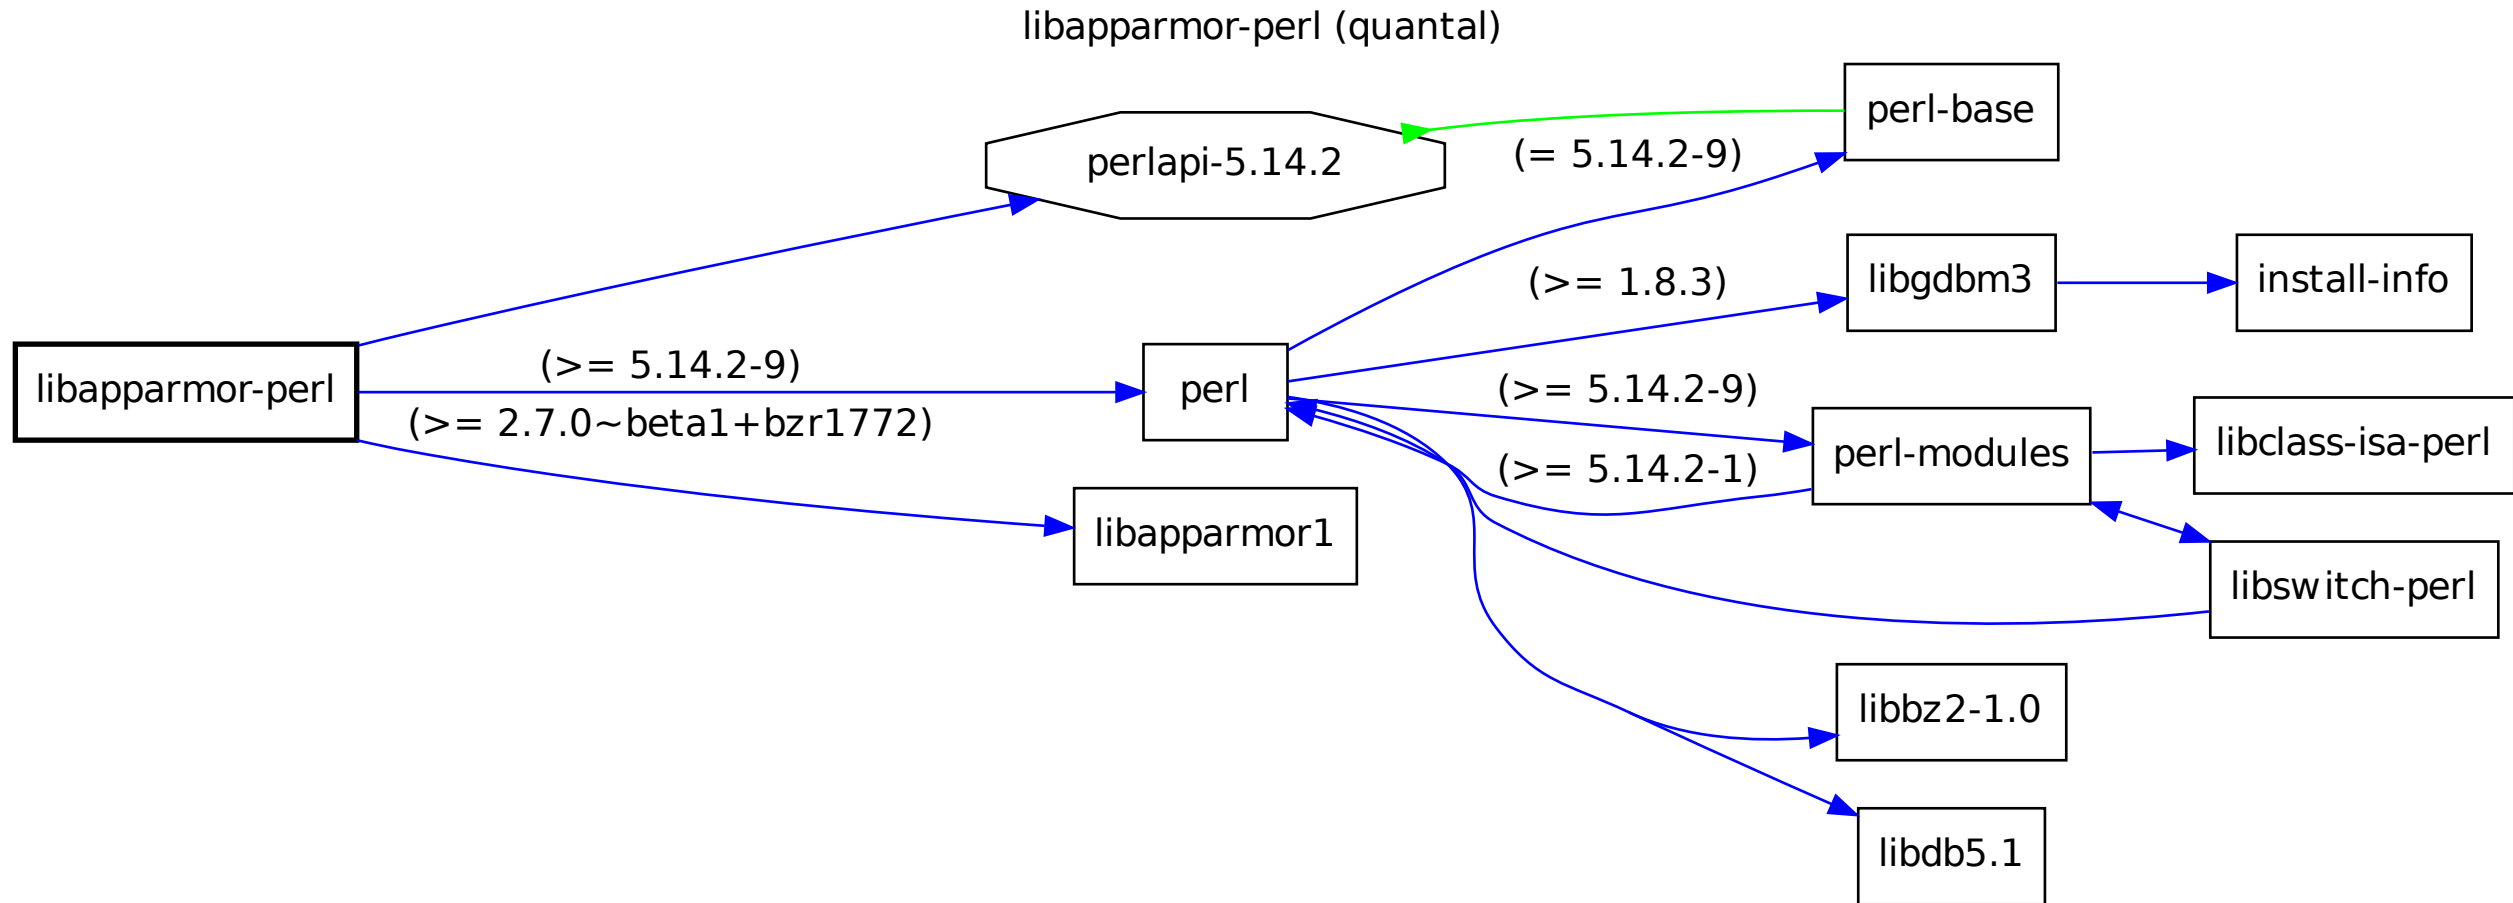 libapparmor-perl (quantal)
perl-base
perlapi-5.14.2
(= 5.14.2-9)
(>= 1.8.3)
libgdbm3
install-info
libapparmor-perl
(>= 5.14.2-9)
perl
(>= 5.14.2-9)
(>= 2.7.0~beta1+bzr1772)
perl-modules
libclass-isa-perl
(>= 5.14.2-1)
libapparmor1
libswitch-perl
libbz2-1.0
libdb5.1